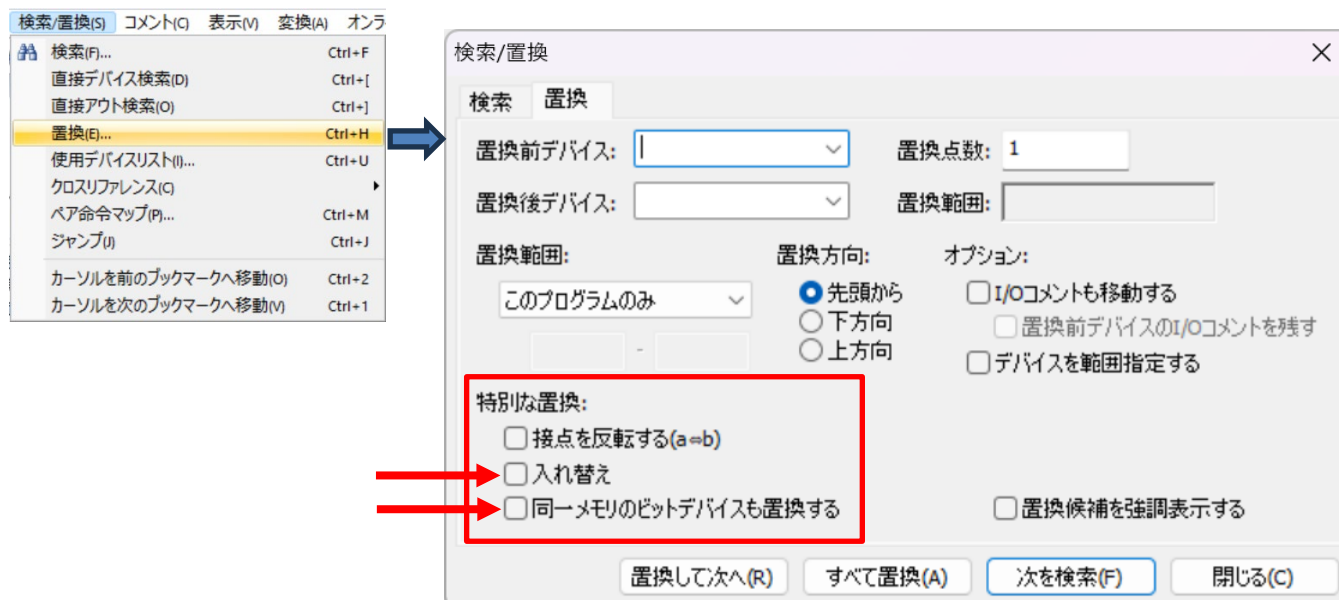 検索/置換(S) コメント(C) 表示(V) 変換(A) オンラ
検索(F)... Ctrl+F
直接デバイス検索(D) Ctrl+[
直接アウト検索(O) Ctrl+]
置換(E)... Ctrl+H
使用デバイスリスト(I)... Ctrl+U
クロスリファレンス(C)
ペア命令マップ(P)... Ctrl+M
ジャンプ(J) Ctrl+J
カーソルを前のブックマークへ移動(O) Ctrl+2
カーソルを次のブックマークへ移動(V) Ctrl+1
検索/置換
検索 置換
置換前デバイス: 置換点数: 1
置換後デバイス: 置換範囲:
置換範囲: 置換方向: オプション:
このプログラムのみ 先頭から I/Oコメントも移動する
下方向 置換前デバイスのI/Oコメントを残す
- 上方向 デバイスを範囲指定する
特別な置換:
接点を反転する(a⇔b)
入れ替え
同一メモリのビットデバイスも置換する 置換候補を強調表示する
置換して次へ(R) すべて置換(A) 次を検索(F) 閉じる(C)